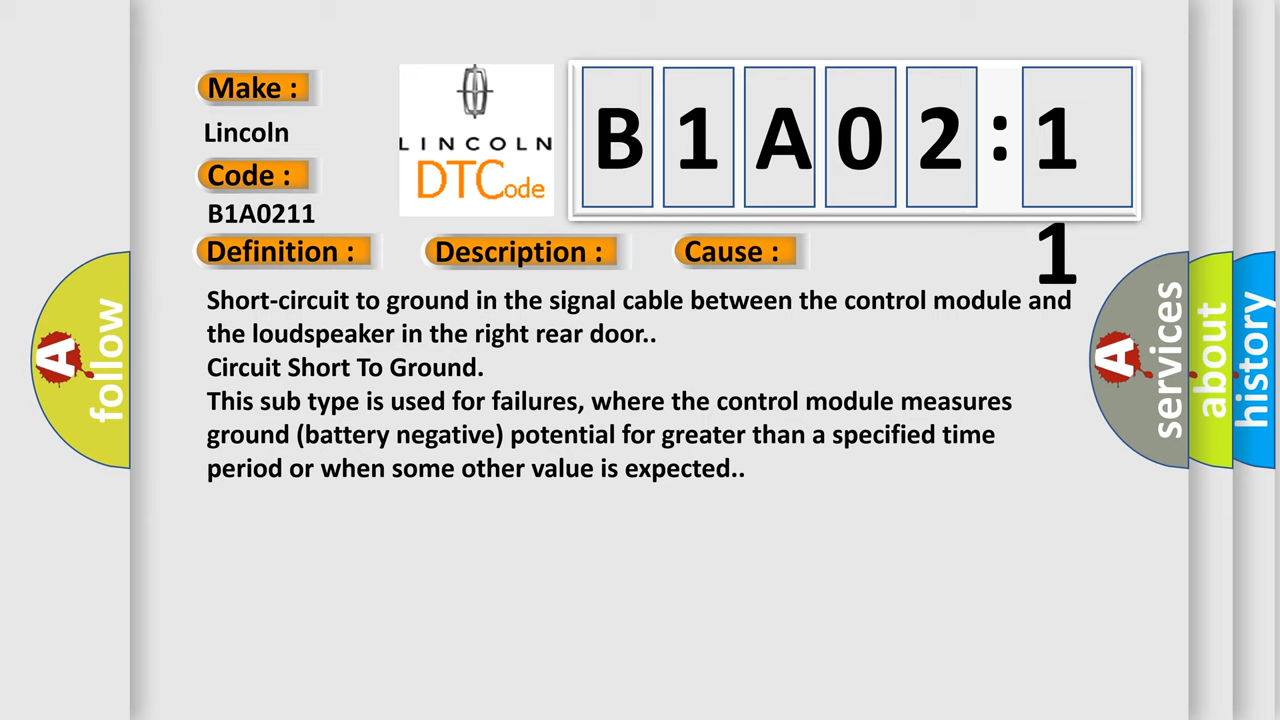 Make :
Lincoln
Code :
B1A0211
LINCOLN
DTCode
B1A02:1
1
Definition :
Description :
Cause :
Short-circuit to ground in the signal cable between the control module and
the loudspeaker in the right rear door..
Circuit Short To Ground.
This sub type is used for failures, where the control module measures
ground (battery negative) potential for greater than a specified time
period or when some other value is expected..
A follow
A services
about
history